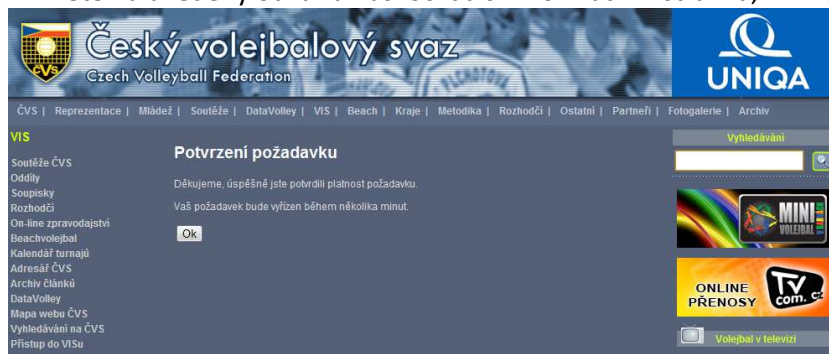 Český volejbalový svaz
Czech Volleyball Federation
ČVS
UNIQA
ČVS | Reprezentace | Mládež | Soutěže | DataVolley | VIS | Beach | Kraje | Metodika | Rozhodčí | Ostatní | Partneři | Fotogalerie | Archiv
VIS
Soutěže ČVS
Oddíly
Soupisky
Rozhodčí
On-line zpravodajství
Beachvolejbal
Kalendář turnajů
Adresář ČVS
Archiv článků
DataVolley
Mapa webu ČVS
Vyhledávání na ČVS
Přístup do VISu
Potvrzení požadavku
Děkujeme, úspěšně jste potvrdili platnost požadavku.
Váš požadavek bude vyřízen během několika minut.
Ok
Vyhledávání
MINI
VOLEJBAL
ONLINE
PŘENOSY
TV
com.cz
Volejbal v televizi